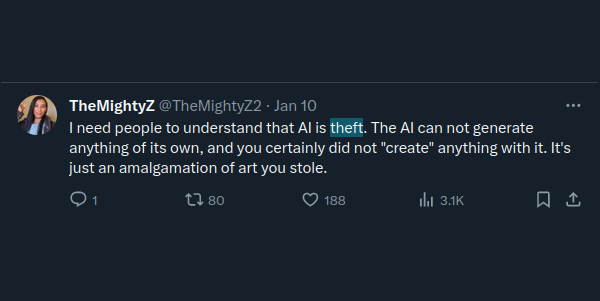 TheMightyZ @TheMightyZ2 · Jan 10
I need people to understand that AI is theft. The AI can not generate
anything of its own, and you certainly did not "create" anything with it. It's
just an amalgamation of art you stole.
1 80 188 3.1K